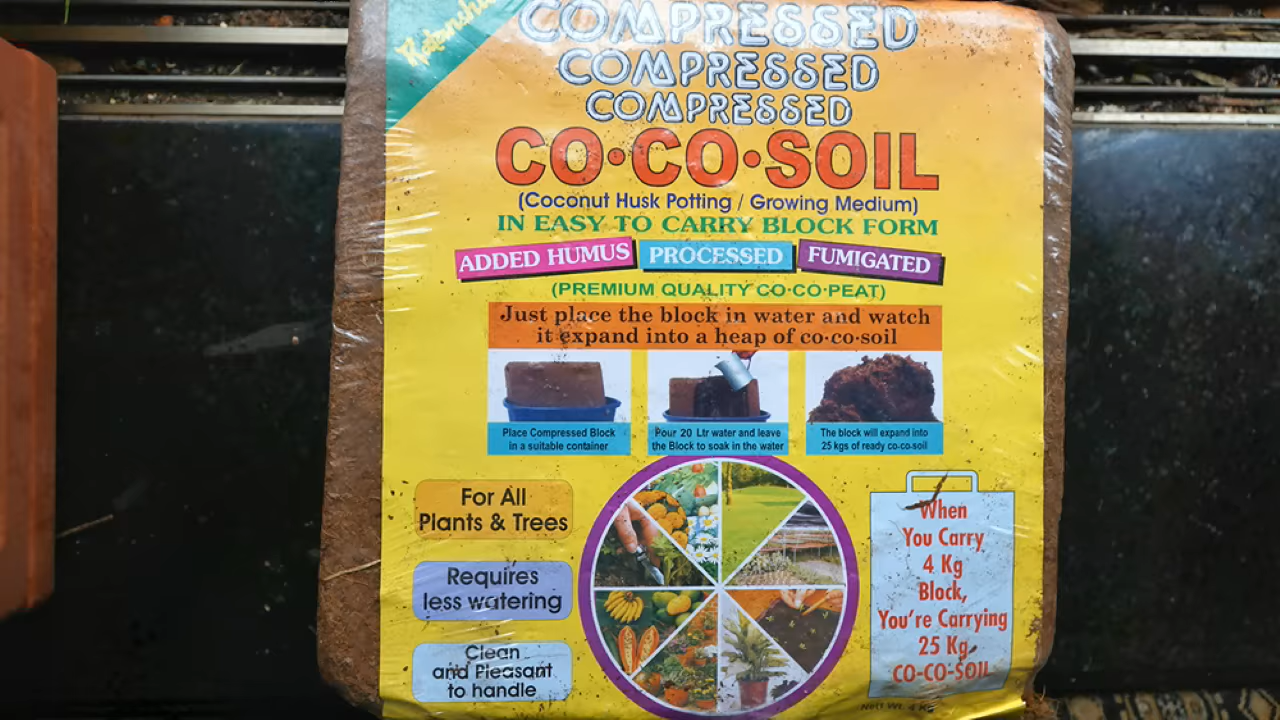 COMPRESSED
COMPRESSED
COMPRESSED
CO•CO•SOIL
(Coconut Husk Potting / Growing Medium)
IN EASY TO CARRY BLOCK FORM
ADDED HUMUS PROCESSED FUMIGATED
(PREMIUM QUALITY CO•CO•PEAT)
Just place the block in water and watch
it expand into a heap of co•co•soil
Place Compressed Block
in a suitable container
Pour 20 Ltr water and leave
the Block to soak in the water
The block will expand into
25 kgs of ready co-co-soil
For All
Plants & Trees
Requires
less watering
Clean
and Pleasant
to handle
When
You Carry
4 Kg
Block,
You're Carrying
25 Kg
CO-CO-SOIL
Nett Wt. 4 Kg